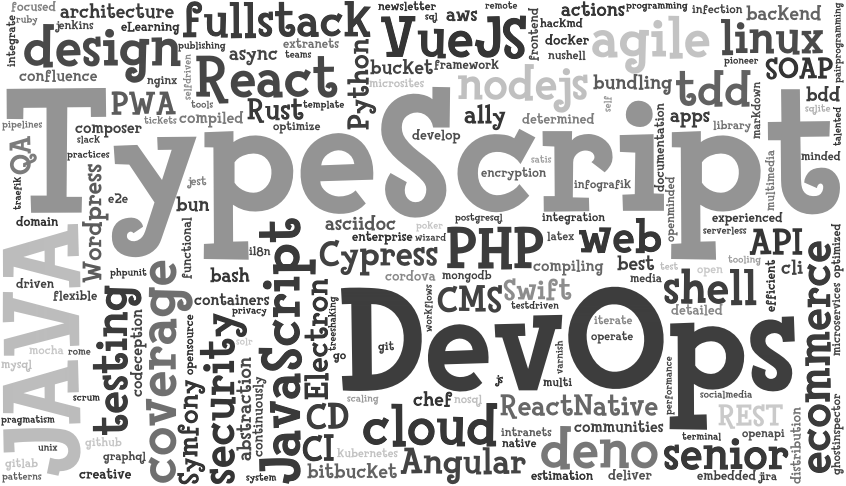 focused
ruby
architecture
jenkins
eLearning
integrate
design
publishing
confluence
fullstack
newsletter
sql
aws
remote
actions
programming
infection
backend
hackmd
frontend
docker
nushell
agile
linux
pairprogramming
pioneer
SOAP
VueJS
extranets
teams
async
nginx
selfdriven
React
Python
bucket
framework
microsites
nodejs
bundling
tdd
markdown
bdd
sqlite
PWA
tools
template
Rust
tickets
compiled
optimize
ally
determined
self
apps
library
talented
pipelines
composer
slack
develop
documentation
QA
practices
TypeScript
satis
encryption
infografik
minded
multimedia
traefik
jest
e2e
bun
Wordpress
openminded
domain
functional
asciidoc
poker
postgresql
integration
experienced
serverless
enterprise
wizard
latex
web
API
optimized
i18n
Cypress
PHP
JAVA
driven
phpunit
bash
cordova
mongodb
compiling
best
test
open
tooling
cli
flexible
media
containers
privacy
CMS
Swift
testdriven
shell
detailed
efficient
ecommerce
microservices
testing
codeception
coverage
opensource
security
solr
JavaScript
Electron
treeshaking
go
git
workflows
DevOps
iterate
operate
varnish
mocha
rome
mysql
js
multi
performance
socialmedia
scrum
Symfony
abstraction
continuously
scaling
chef
nosql
ReactNative
REST
pragmatism
CD
cloud
communities
intranets
native
terminal
openapi
distribution
ghostinspector
unix
github
graphql
CI
Kubernetes
deno
senior
gitlab
patterns
creative
system
bitbucket
Angular
estimation
deliver
embedded
jira